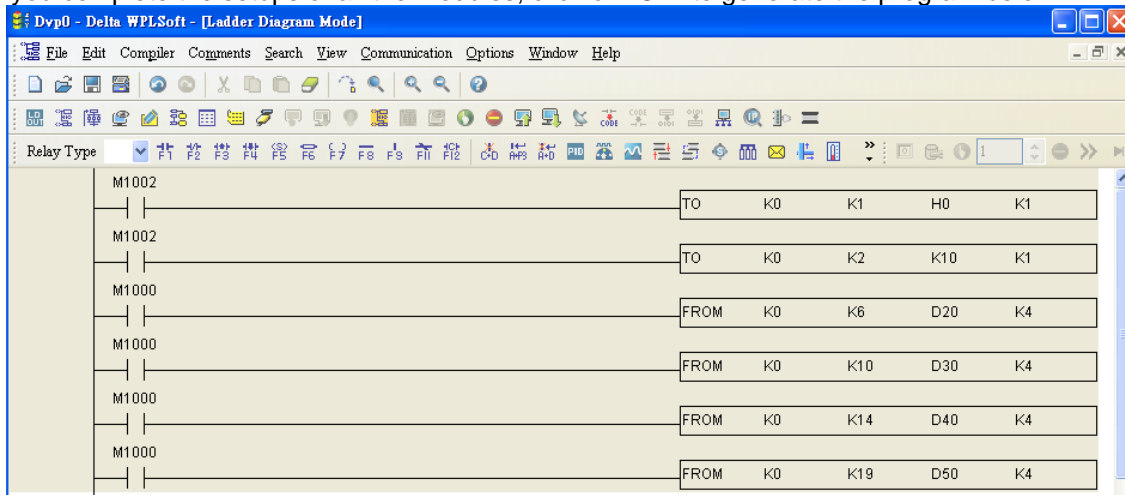 Dvp0 - Delta WPLSoft - [Ladder Diagram Mode]
File Edit Compiler Comments Search View Communication Options Window Help
Relay Type
1
M1002
TO K0 K1 H0 K1
M1002
TO K0 K2 K10 K1
M1000
FROM K0 K6 D20 K4
M1000
FROM K0 K10 D30 K4
M1000
FROM K0 K14 D40 K4
M1000
FROM K0 K19 D50 K4